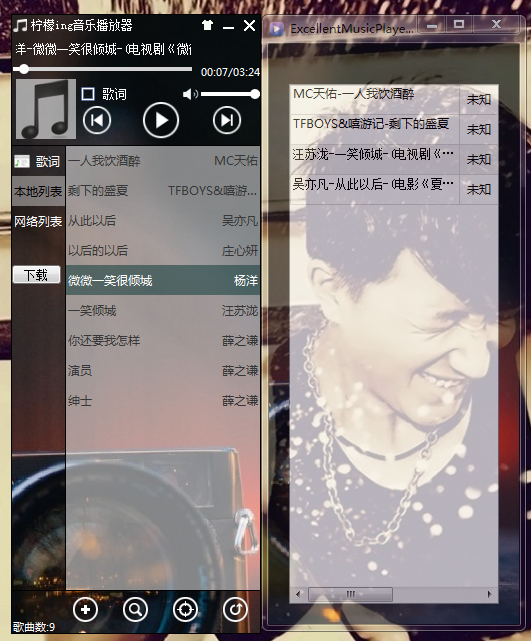 柠檬ing音乐播放器
洋-微微一笑很倾城-(电视剧《微
00:07/03:24
歌词
歌词
本地列表
网络列表
下载
一人我饮酒醉 MC天佑
剩下的盛夏 TFBOYS&嘻游...
从此以后 吴亦凡
以后的以后 庄心妍
微微一笑很倾城 杨洋
一笑倾城 汪苏泷
你还要我怎样 薛之谦
演员 薛之谦
绅士 薛之谦
歌曲数:9
ExcellentMusicPlaye...
MC天佑-一人我饮酒醉 未知
TFBOYS&嘻游记-剩下的盛夏 未知
汪苏泷-一笑倾城-(电视剧《... 未知
吴亦凡-从此以后-(电影《夏... 未知